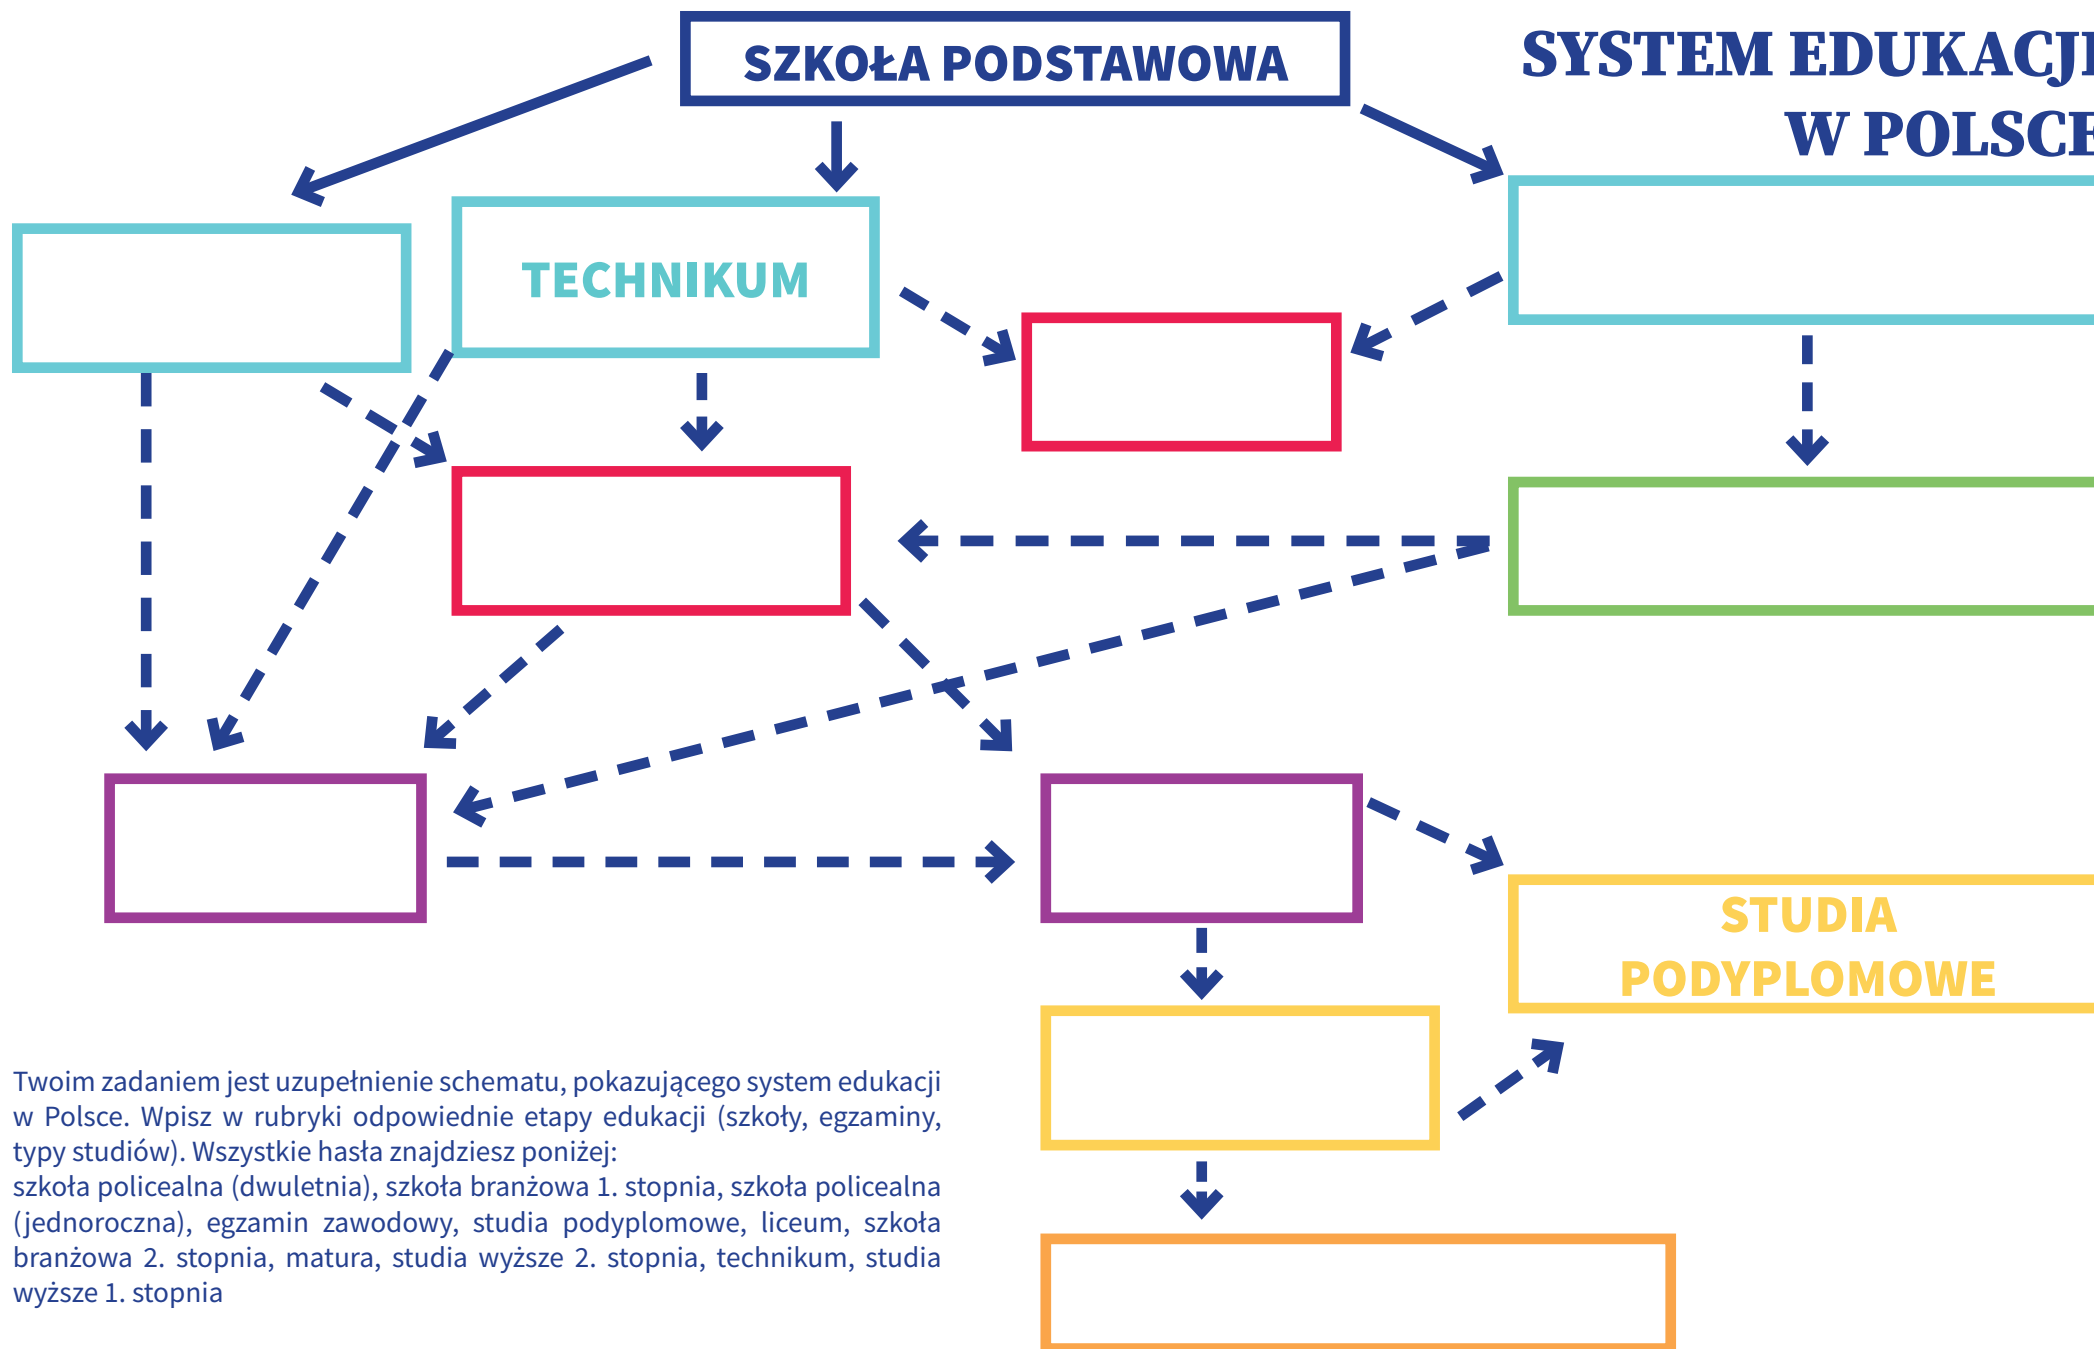 SZKOŁA PODSTAWOWA
SYSTEM EDUKACJI
W POLSCE
TECHNIKUM
STUDIA
PODYPLOMOWE
Twoim zadaniem jest uzupełnienie schematu, pokazującego system edukacji
w Polsce. Wpisz w rubryki odpowiednie etapy edukacji (szkoły, egzaminy,
typy studiów). Wszystkie hasła znajdziesz poniżej:
szkoła policealna (dwuletnia), szkoła branżowa 1. stopnia, szkoła policealna
(jednoroczna), egzamin zawodowy, studia podyplomowe, liceum, szkoła
branżowa 2. stopnia, matura, studia wyższe 2. stopnia, technikum, studia
wyższe 1. stopnia